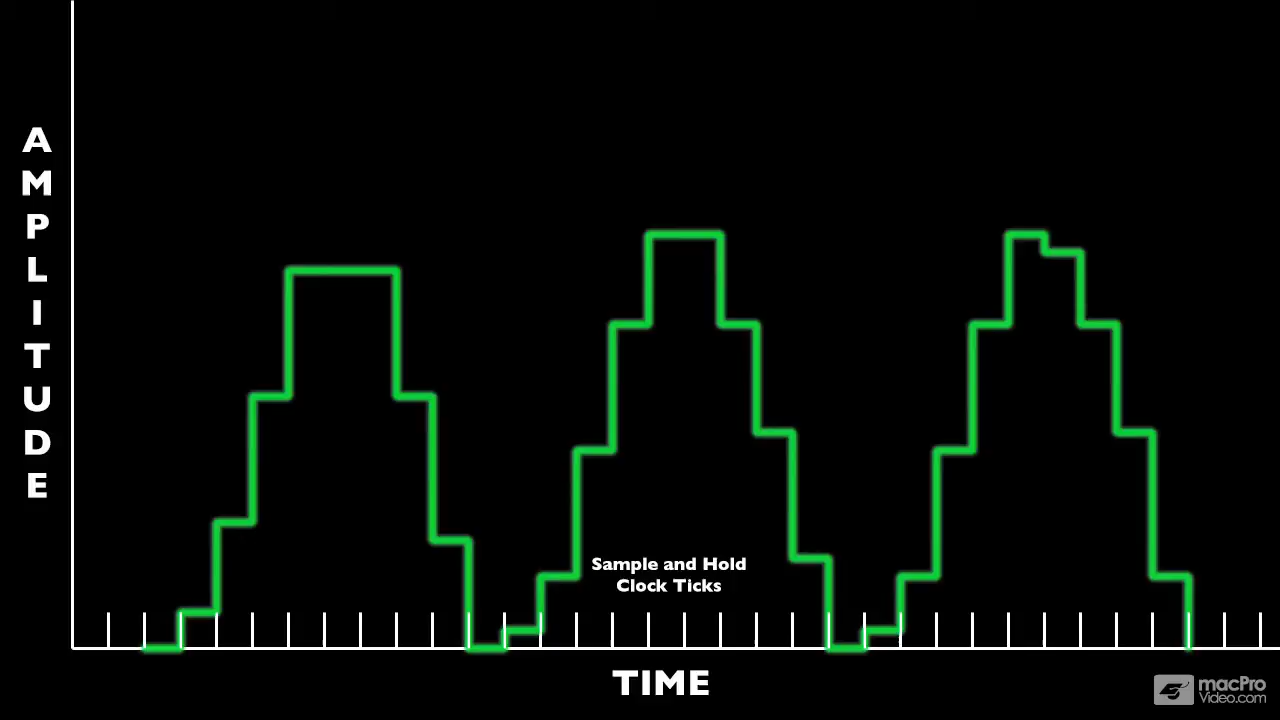 AMPLITUDE
Sample and Hold
Clock Ticks
TIME
macPro
Video.com